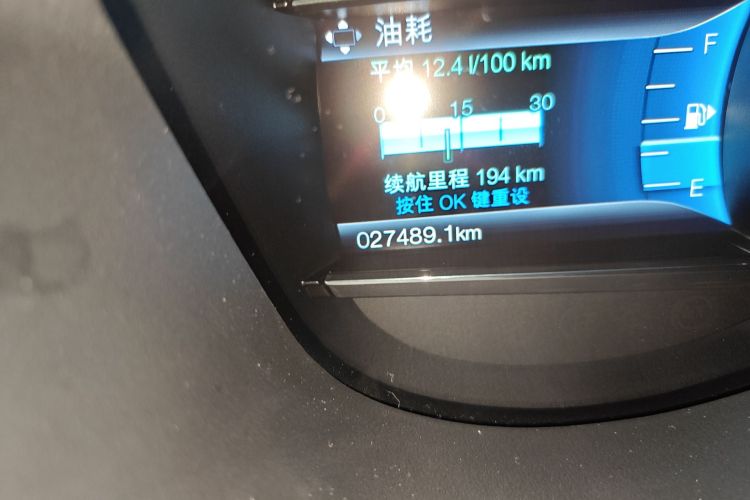 油耗
平均 12.4 l/100 km
0 15 30
续航里程 194 km
按住 OK 键重设
027489.1km
F
E